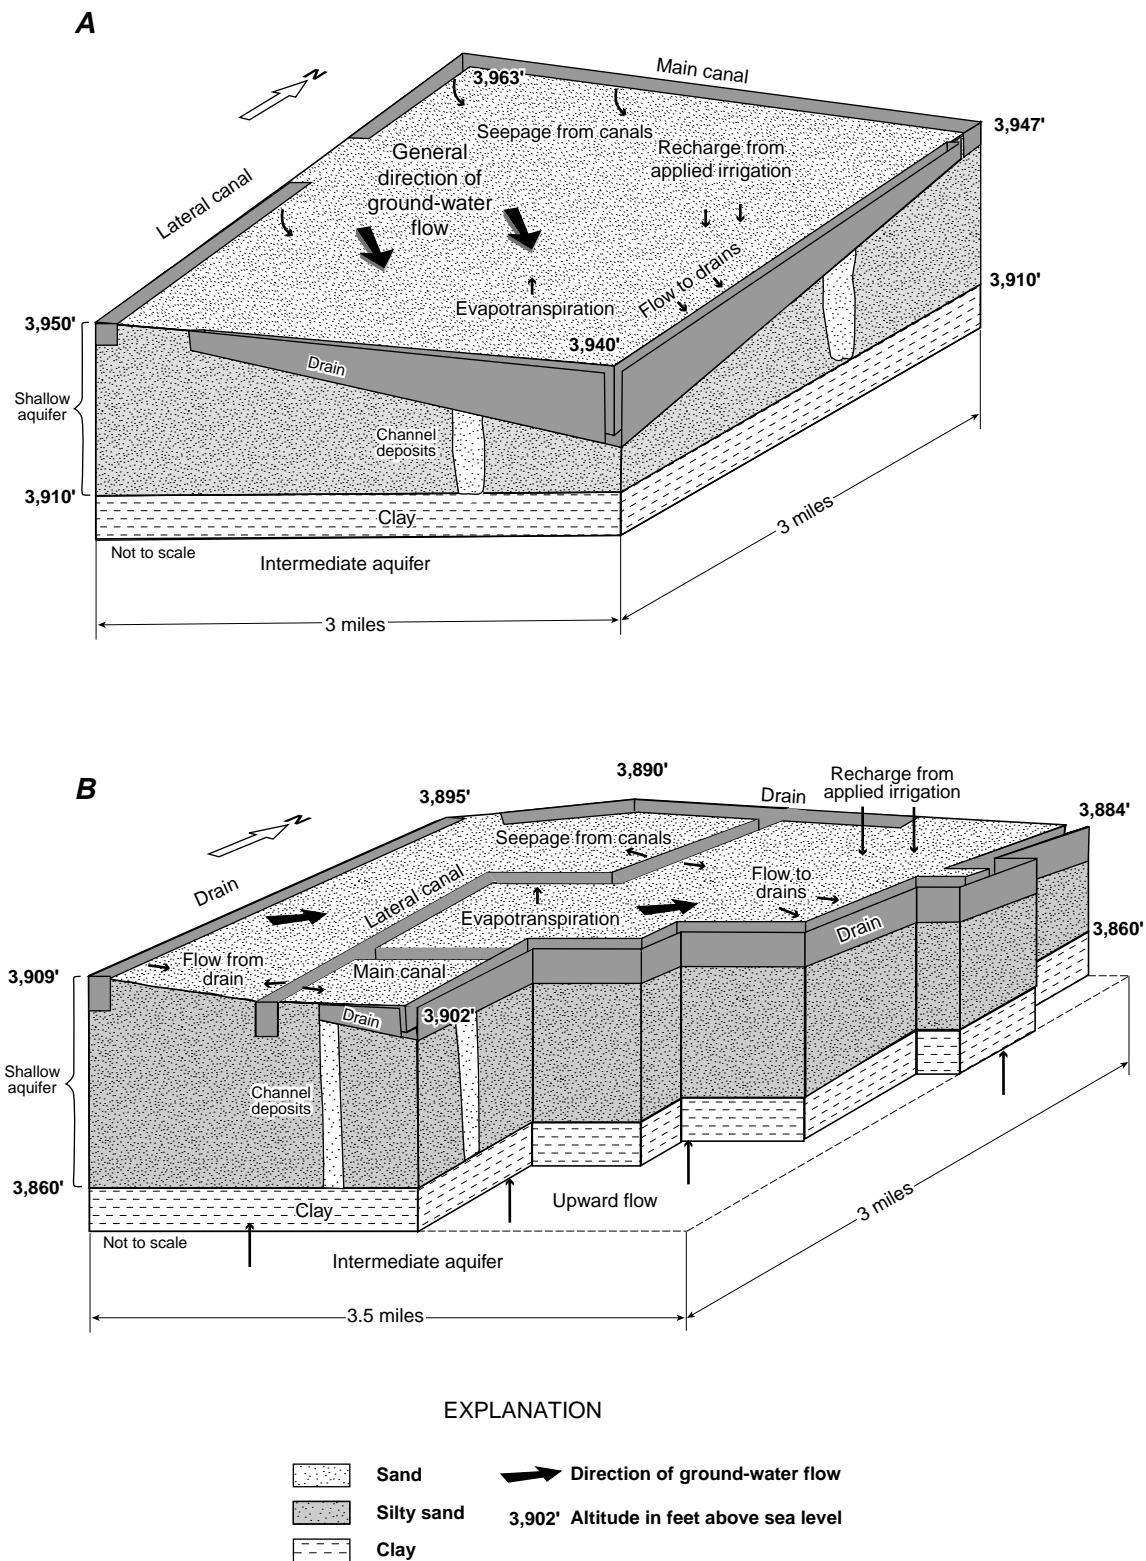 A
N
3,963'
Main canal
3,947'
Seepage from canals
General
direction of
ground-water
flow
Recharge from
applied irrigation
Lateral canal
Flow to drains
Evapotranspiration
3,910'
3,950'
3,940'
Drain
Shallow
aquifer
Channel
deposits
3,910'
Clay
Not to scale
Intermediate aquifer
3 miles
3 miles
B
N
3,895'
3,890'
Drain
Recharge from
applied irrigation
3,884'
Seepage from canals
Drain
Lateral canal
Flow to
drains
Evapotranspiration
Drain
3,860'
Flow from
drain
Main canal
3,909'
Drain
3,902'
Shallow
aquifer
Channel
deposits
3,860'
Clay
Upward flow
3 miles
Not to scale
Intermediate aquifer
3.5 miles
EXPLANATION
Sand
Direction of ground-water flow
Silty sand
3,902' Altitude in feet above sea level
Clay